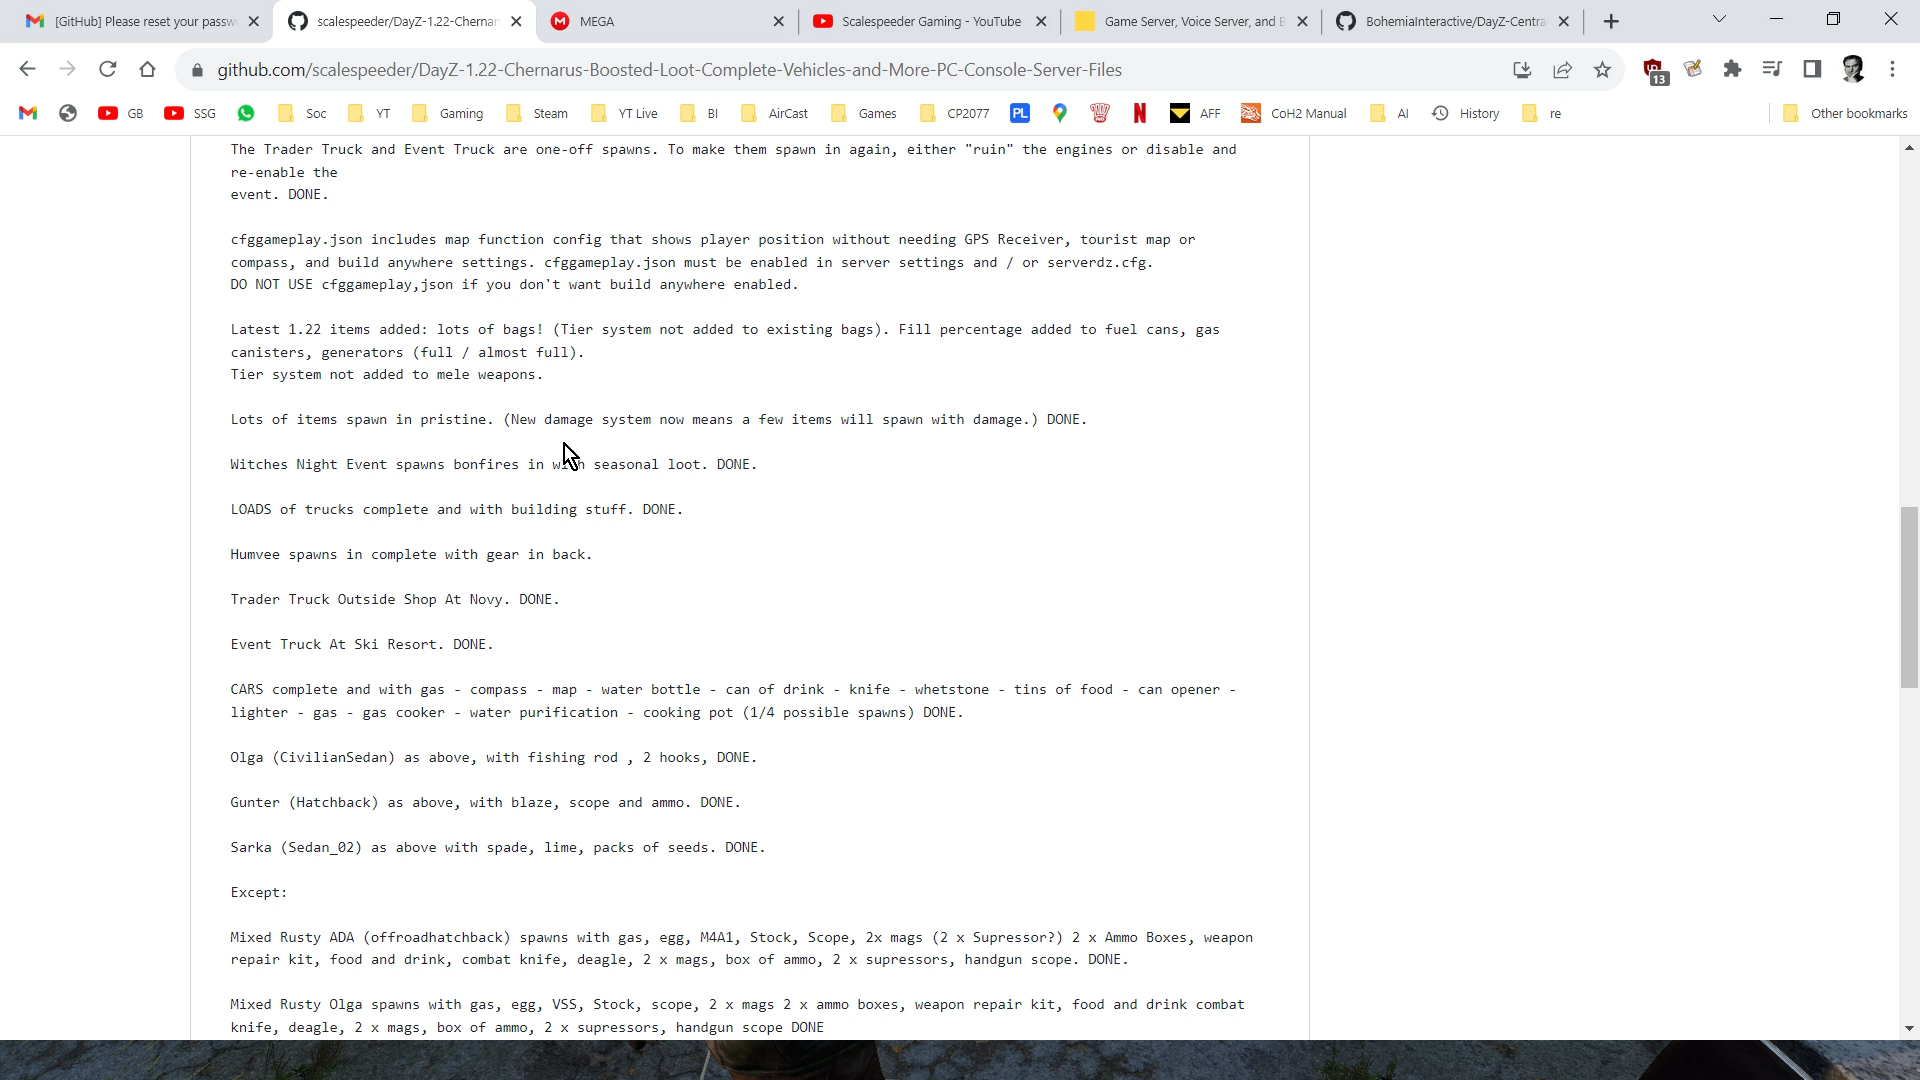 [GitHub] Please reset your passw
scalespeeder/DayZ-1.22-Chernar
MEGA
Scalespeeder Gaming - YouTube
Game Server, Voice Server, and B
BohemiaInteractive/DayZ-Centra
github.com/scalespeeder/DayZ-1.22-Chernarus-Boosted-Loot-Complete-Vehicles-and-More-PC-Console-Server-Files
13
GB
SSG
Soc
YT
Gaming
Steam
YT Live
BI
AirCast
Games
CP2077
PL
AFF
CoH2 Manual
AI
History
re
Other bookmarks
The Trader Truck and Event Truck are one-off spawns. To make them spawn in again, either "ruin" the engines or disable and
re-enable the
event. DONE.
cfggameplay.json includes map function config that shows player position without needing GPS Receiver, tourist map or
compass, and build anywhere settings. cfggameplay.json must be enabled in server settings and / or serverdz.cfg.
DO NOT USE cfggameplay,json if you don't want build anywhere enabled.
Latest 1.22 items added: lots of bags! (Tier system not added to existing bags). Fill percentage added to fuel cans, gas
canisters, generators (full / almost full).
Tier system not added to mele weapons.
Lots of items spawn in pristine. (New damage system now means a few items will spawn with damage.) DONE.
Witches Night Event spawns bonfires in with seasonal loot. DONE.
LOADS of trucks complete and with building stuff. DONE.
Humvee spawns in complete with gear in back.
Trader Truck Outside Shop At Novy. DONE.
Event Truck At Ski Resort. DONE.
CARS complete and with gas - compass - map - water bottle - can of drink - knife - whetstone - tins of food - can opener -
lighter - gas - gas cooker - water purification - cooking pot (1/4 possible spawns) DONE.
Olga (CivilianSedan) as above, with fishing rod , 2 hooks, DONE.
Gunter (Hatchback) as above, with blaze, scope and ammo. DONE.
Sarka (Sedan_02) as above with spade, lime, packs of seeds. DONE.
Except:
Mixed Rusty ADA (offroadhatchback) spawns with gas, egg, M4A1, Stock, Scope, 2x mags (2 x Supressor?) 2 x Ammo Boxes, weapon
repair kit, food and drink, combat knife, deagle, 2 x mags, box of ammo, 2 x supressors, handgun scope. DONE.
Mixed Rusty Olga spawns with gas, egg, VSS, Stock, scope, 2 x mags 2 x ammo boxes, weapon repair kit, food and drink combat
knife, deagle, 2 x mags, box of ammo, 2 x supressors, handgun scope DONE